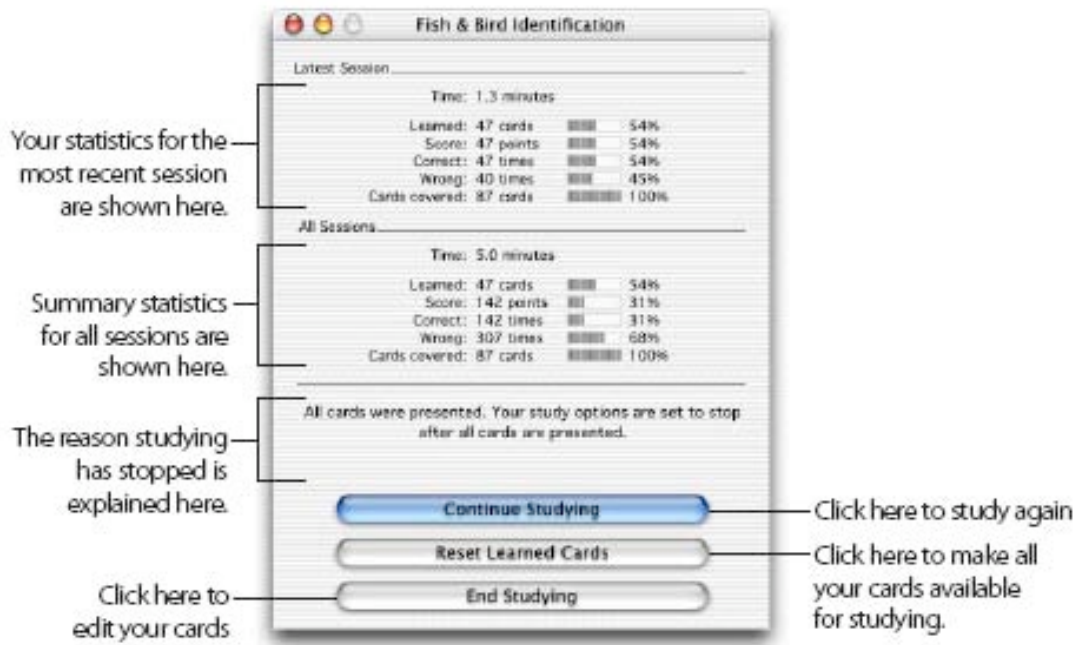 Fish & Bird Identification
Latest Session
Time: 1.3 minutes
Learned: 47 cards 54%
Score: 47 points 54%
Correct: 47 times 54%
Wrong: 40 times 45%
Cards covered: 87 cards 100%
Your statistics for the
most recent session
are shown here.
All Sessions
Time: 5.0 minutes
Learned: 47 cards 54%
Score: 142 points 31%
Correct: 142 times 31%
Wrong: 307 times 68%
Cards covered: 87 cards 100%
Summary statistics
for all sessions are
shown here.
All cards were presented. Your study options are set to stop
after all cards are presented.
The reason studying
has stopped is
explained here.
Continue Studying
Click here to study again
Reset Learned Cards
Click here to make all
your cards available
for studying.
End Studying
Click here to
edit your cards